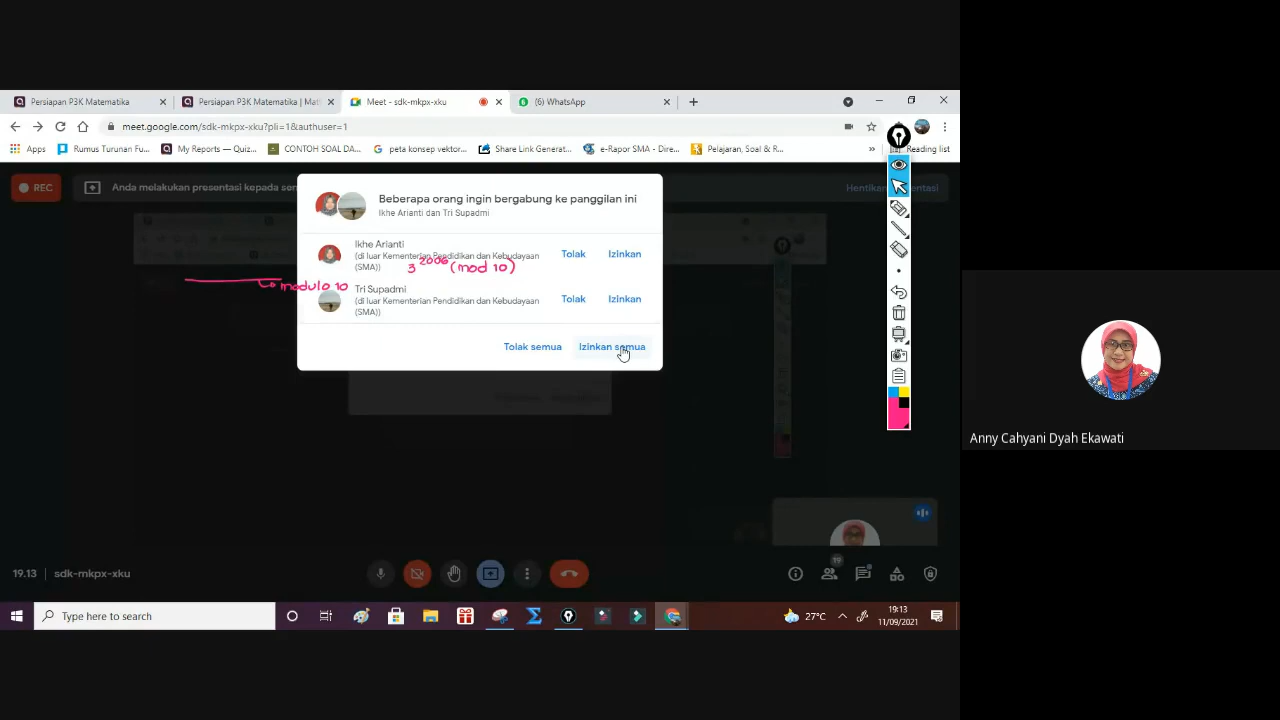 Persiapan P3K Matematika
Persiapan P3K Matematika | Mat
Meet - sdk-mkpx-xku
(6) WhatsApp
meet.google.com/sdk-mkpx-xku?pli=1&authuser=1
Apps
Rumus Turunan Fu...
My Reports — Quiz...
CONTOH SOAL DA...
peta konsep vektor...
Share Link Generat...
e-Rapor SMA - Dire...
Pelajaran, Soal & R...
»
Reading list
REC
Anda melakukan presentasi kepada sem
Hentikan
entasi
Beberapa orang ingin bergabung ke panggilan ini
Ikhe Arianti dan Tri Supadmi
Ikhe Arianti
(di luar Kementerian Pendidikan dan Kebudayaan
(SMA))
Tolak
Izinkan
3^2006 (mod 10)
modulo 10
Tri Supadmi
(di luar Kementerian Pendidikan dan Kebudayaan
(SMA))
Tolak
Izinkan
Tolak semua
Izinkan semua
Anny Cahyani Dyah Ekawati
19.13
sdk-mkpx-xku
Type here to search
27°C
19:13
11/09/2021